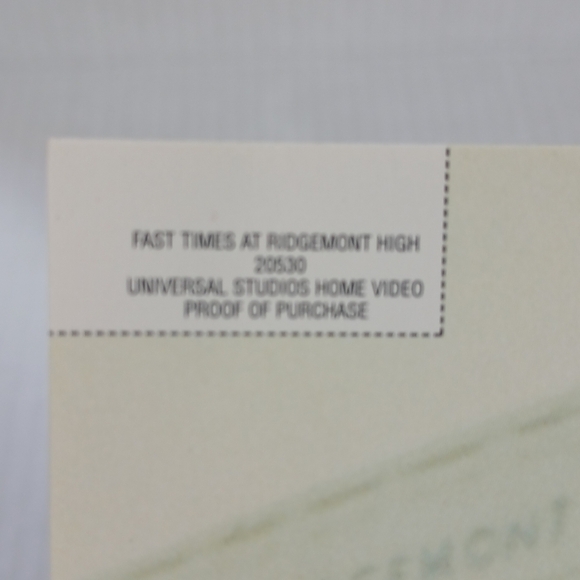 FAST TIMES AT RIDGEMONT HIGH
20530
UNIVERSAL STUDIOS HOME VIDEO
PROOF OF PURCHASE